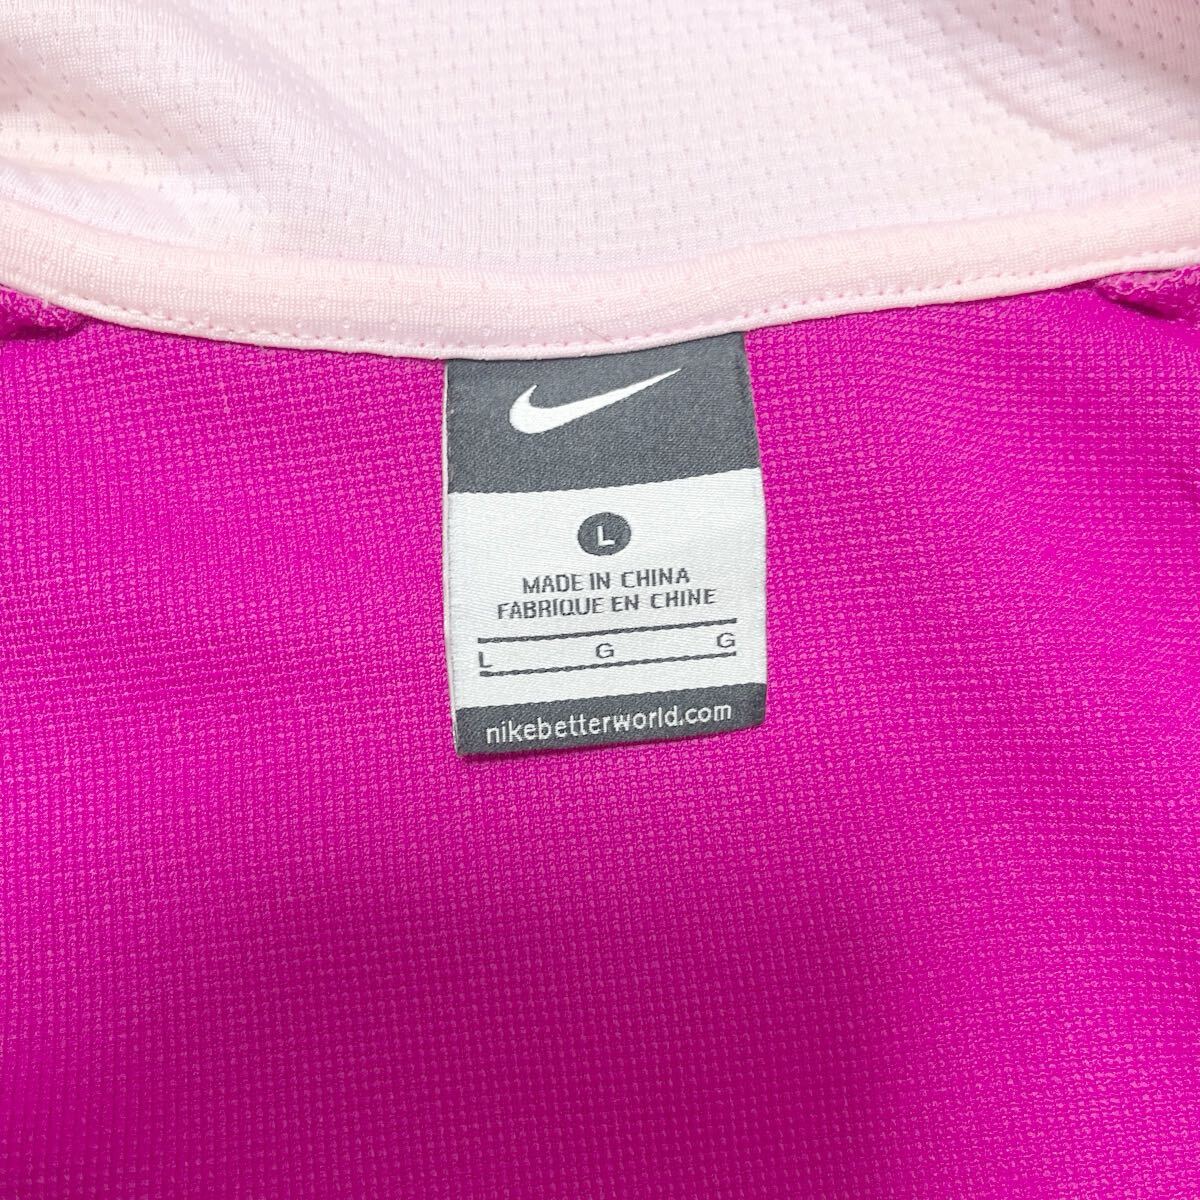 L
MADE IN CHINA
FABRIQUE EN CHINE
L G G
nikebetterworld.com